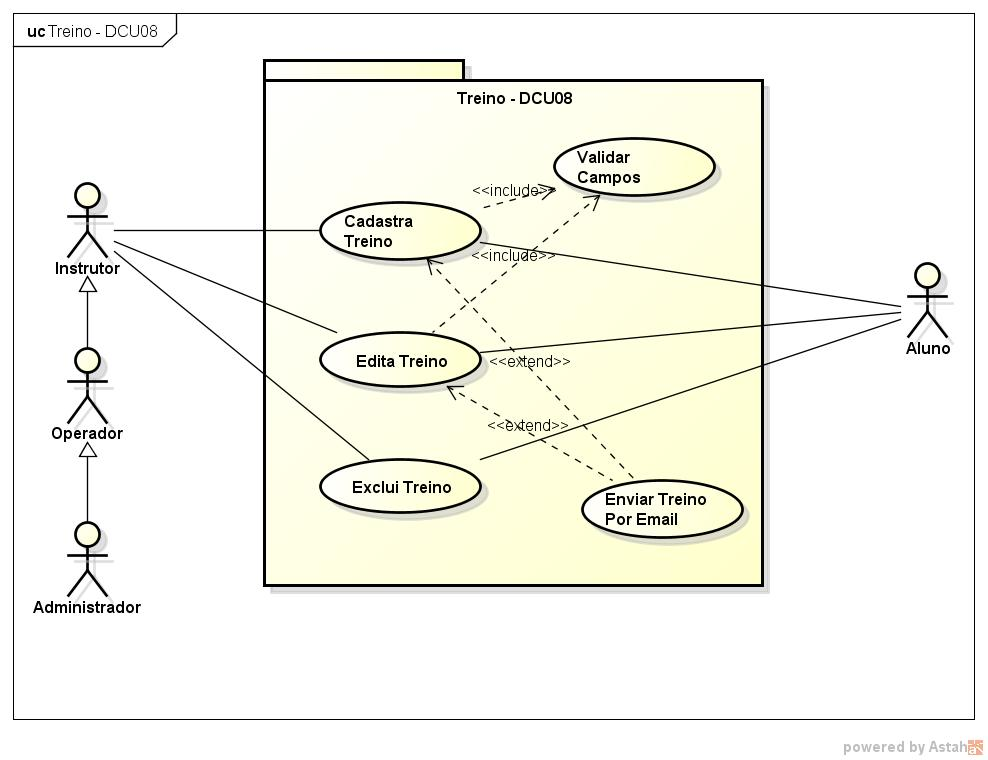 uc Treino - DCU08
Treino - DCU08
Validar
Campos
<<include>>
Cadastra
Treino
<<include>>
Instrutor
Aluno
Edita Treino
<<extend>>
<<extend>>
Operador
Exclui Treino
Enviar Treino
Por Email
Administrador
powered by Astah